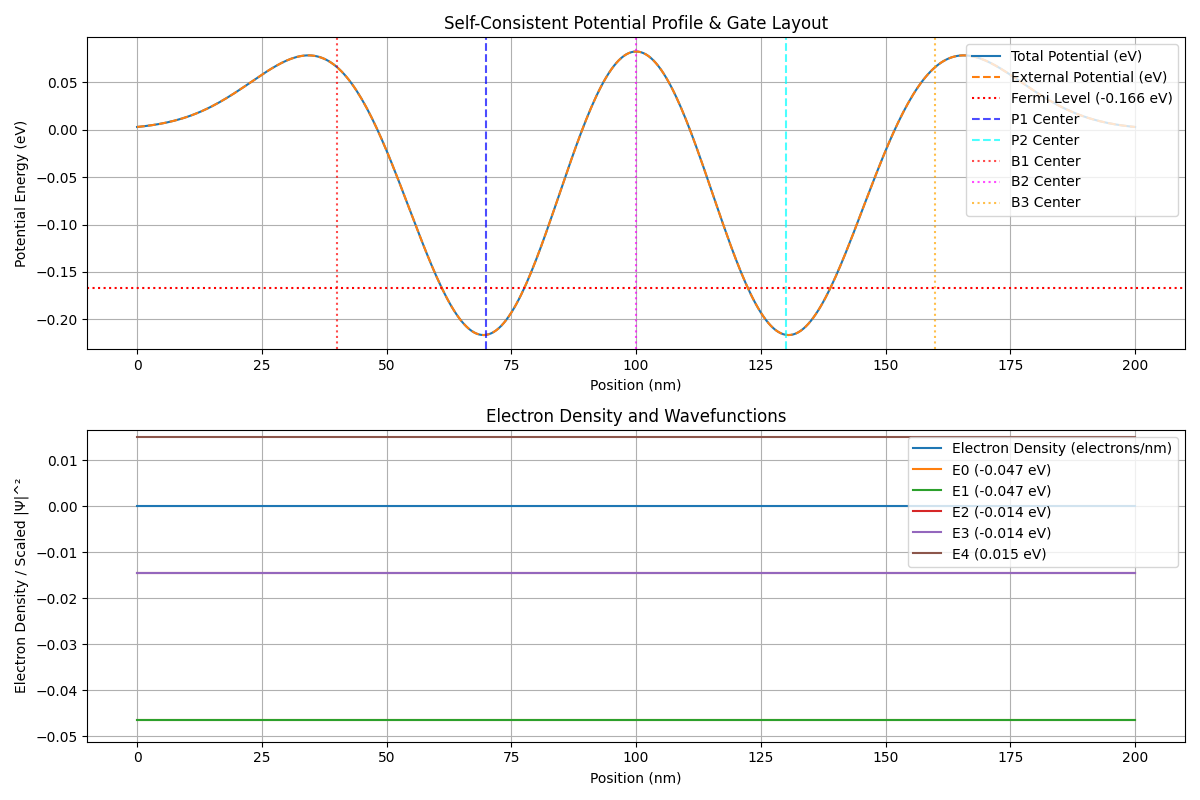 Self-Consistent Potential Profile & Gate Layout
Potential Energy (eV)
0.05
0.00
−0.05
−0.10
−0.15
−0.20
Total Potential (eV)
External Potential (eV)
Fermi Level (-0.166 eV)
P1 Center
P2 Center
B1 Center
B2 Center
B3 Center
0 25 50 75 100 125 150 175 200
Position (nm)
Electron Density and Wavefunctions
Electron Density / Scaled |Ψ|^²
0.01
0.00
−0.01
−0.02
−0.03
−0.04
−0.05
Electron Density (electrons/nm)
E0 (-0.047 eV)
E1 (-0.047 eV)
E2 (-0.014 eV)
E3 (-0.014 eV)
E4 (0.015 eV)
0 25 50 75 100 125 150 175 200
Position (nm)